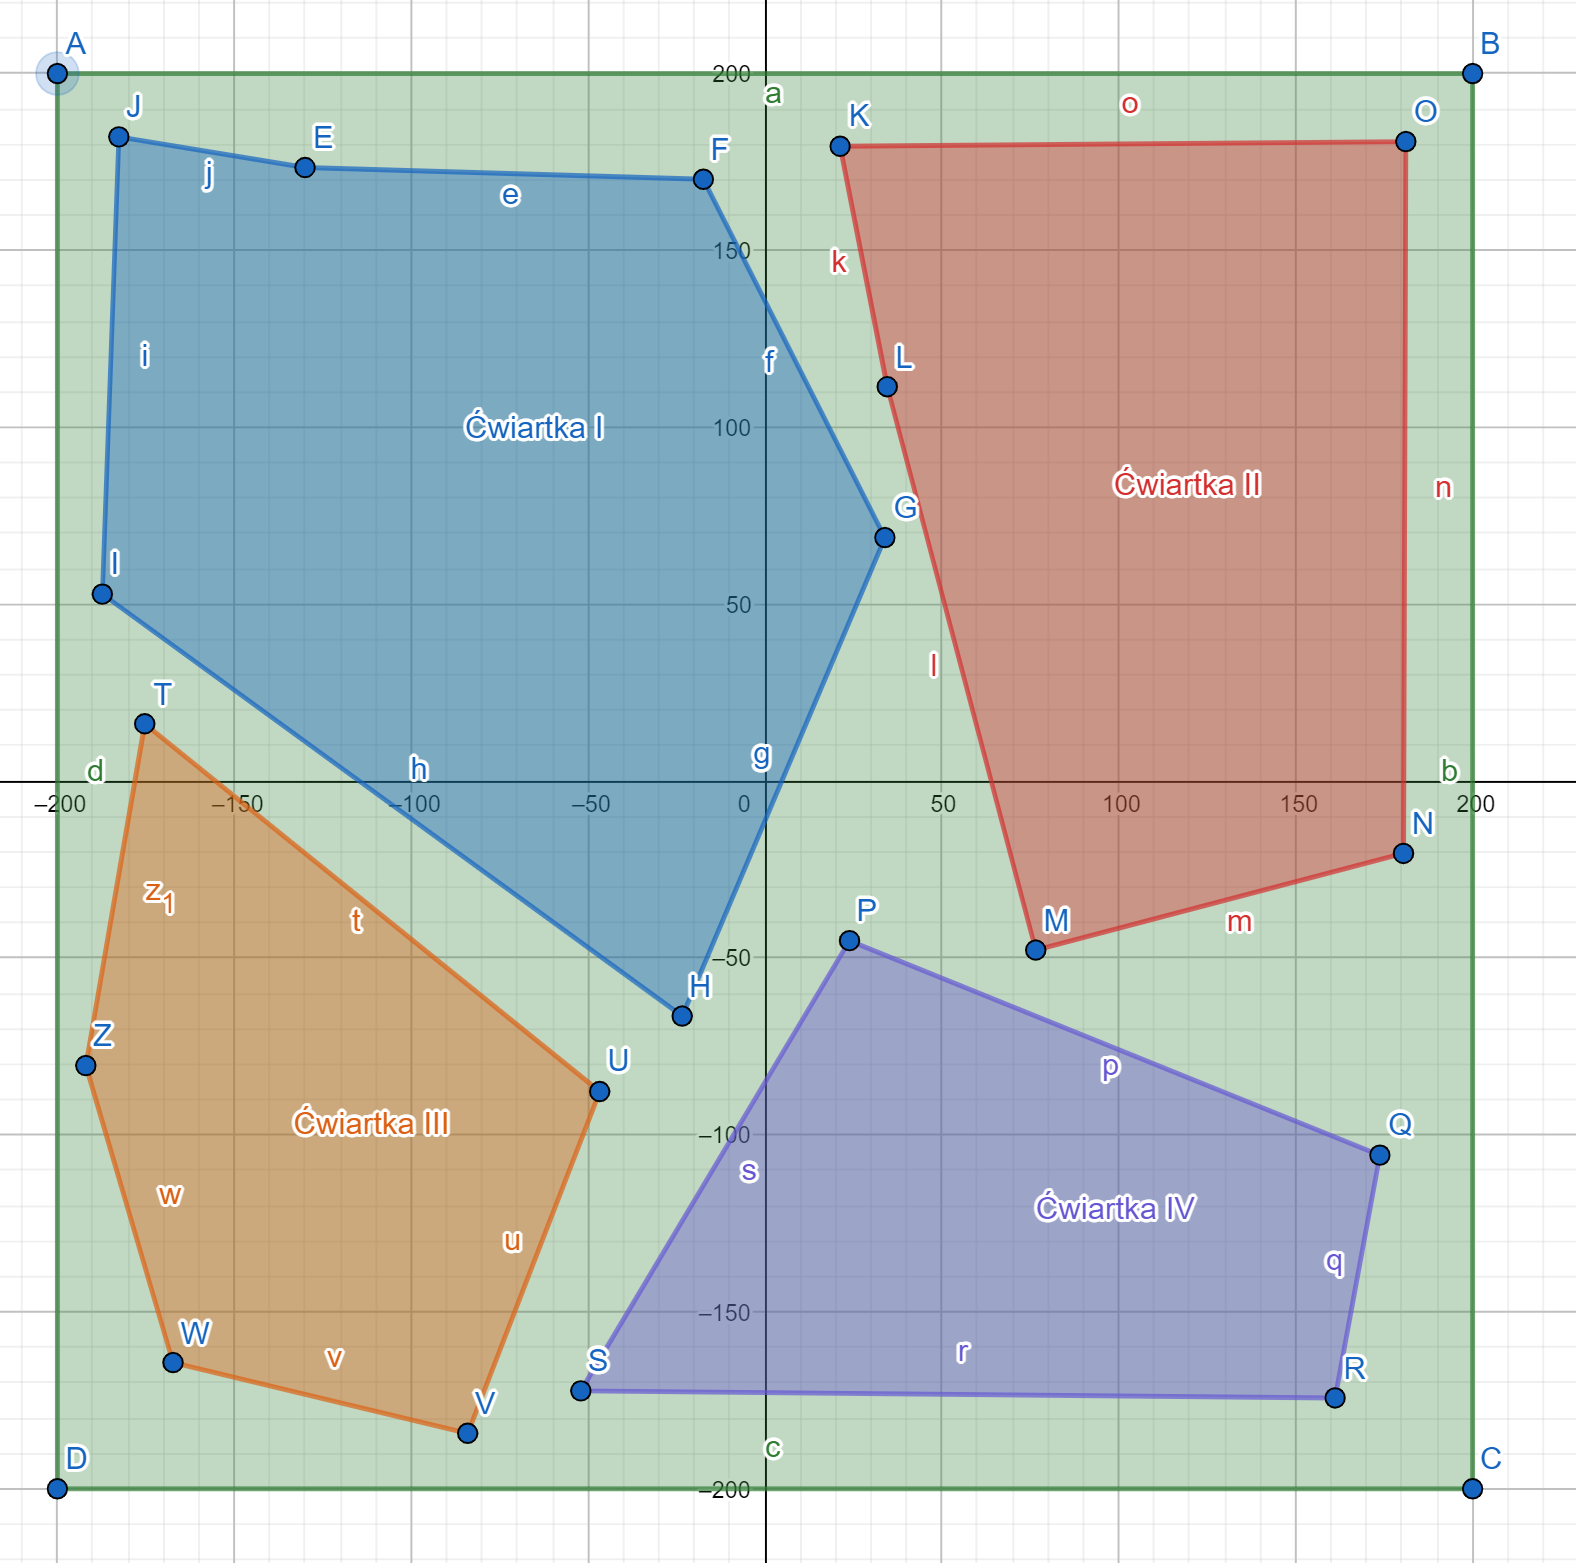 A
B
200
a
J
K
o
O
E
F
j
e
150
k
i
f
L
Ćwiartka I
100
Ćwiartka II
n
G
I
50
l
T
g
d
h
b
–200
–150
–100
–50
0
50
100
150
200
N
z₁
t
P
M
m
–50
H
Z
U
p
Ćwiartka III
–100
Q
s
w
Ćwiartka IV
u
q
–150
W
v
S
r
R
V
c
D
C
–200